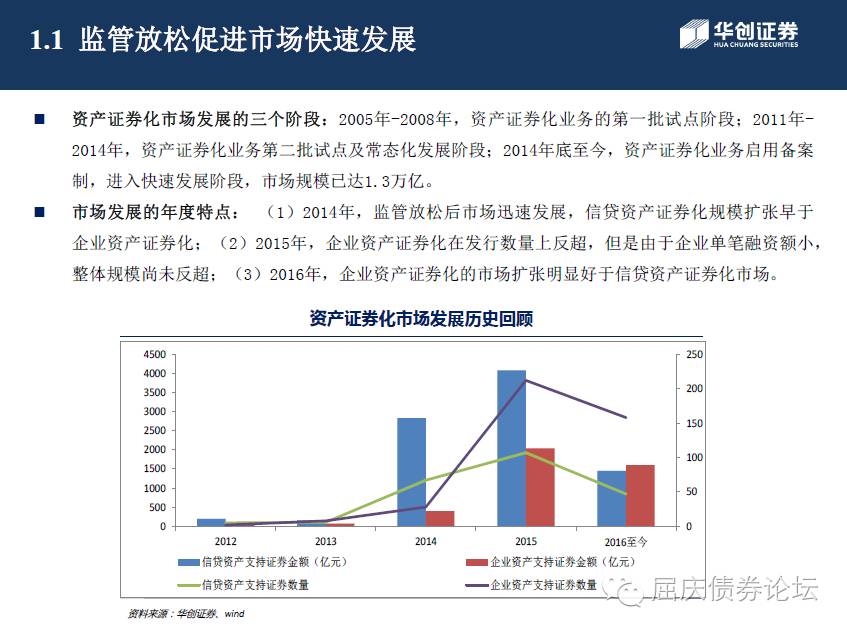 1.1 监管放松促进市场快速发展
华创证券
HUA CHUANG SECURITIES
■ 资产证券化市场发展的三个阶段：2005年-2008年，资产证券化业务的第一批试点阶段；2011年-
2014年，资产证券化业务第二批试点及常态化发展阶段；2014年底至今，资产证券化业务启用备案
制，进入快速发展阶段，市场规模已达1.3万亿。
■ 市场发展的年度特点：（1）2014年，监管放松后市场迅速发展，信贷资产证券化规模扩张早于
企业资产证券化；（2）2015年，企业资产证券化在发行数量上反超，但是由于企业单笔融资额小，
整体规模尚未反超；（3）2016年，企业资产证券化的市场扩张明显好于信贷资产证券化市场。
资产证券化市场发展历史回顾
4500 250
4000
3500 200
3000
2500 150
2000 100
1500
1000 50
500
0 0
2012 2013 2014 2015 2016至今
信贷资产支持证券金额（亿元） 企业资产支持证券金额（亿元）
信贷资产支持证券数量 企业资产支持证券数量
屈庆债券论坛
资料来源：华创证券、wind